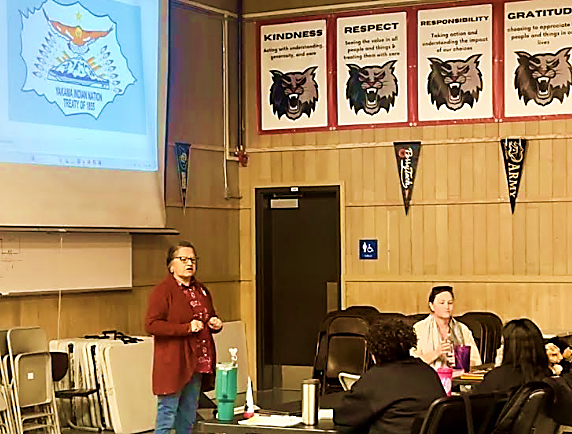 YAKAMA INDIAN NATION
TREATY OF 1855
KINDNESS
Acting with understanding,
generosity, and care
RESPECT
Seeing the value in all
people and things &
treating them with care
RESPONSIBILITY
Taking action and
understanding the impact
of our choices
GRATITUDE
choosing to appreciate
people and things in our
lives
ARMY